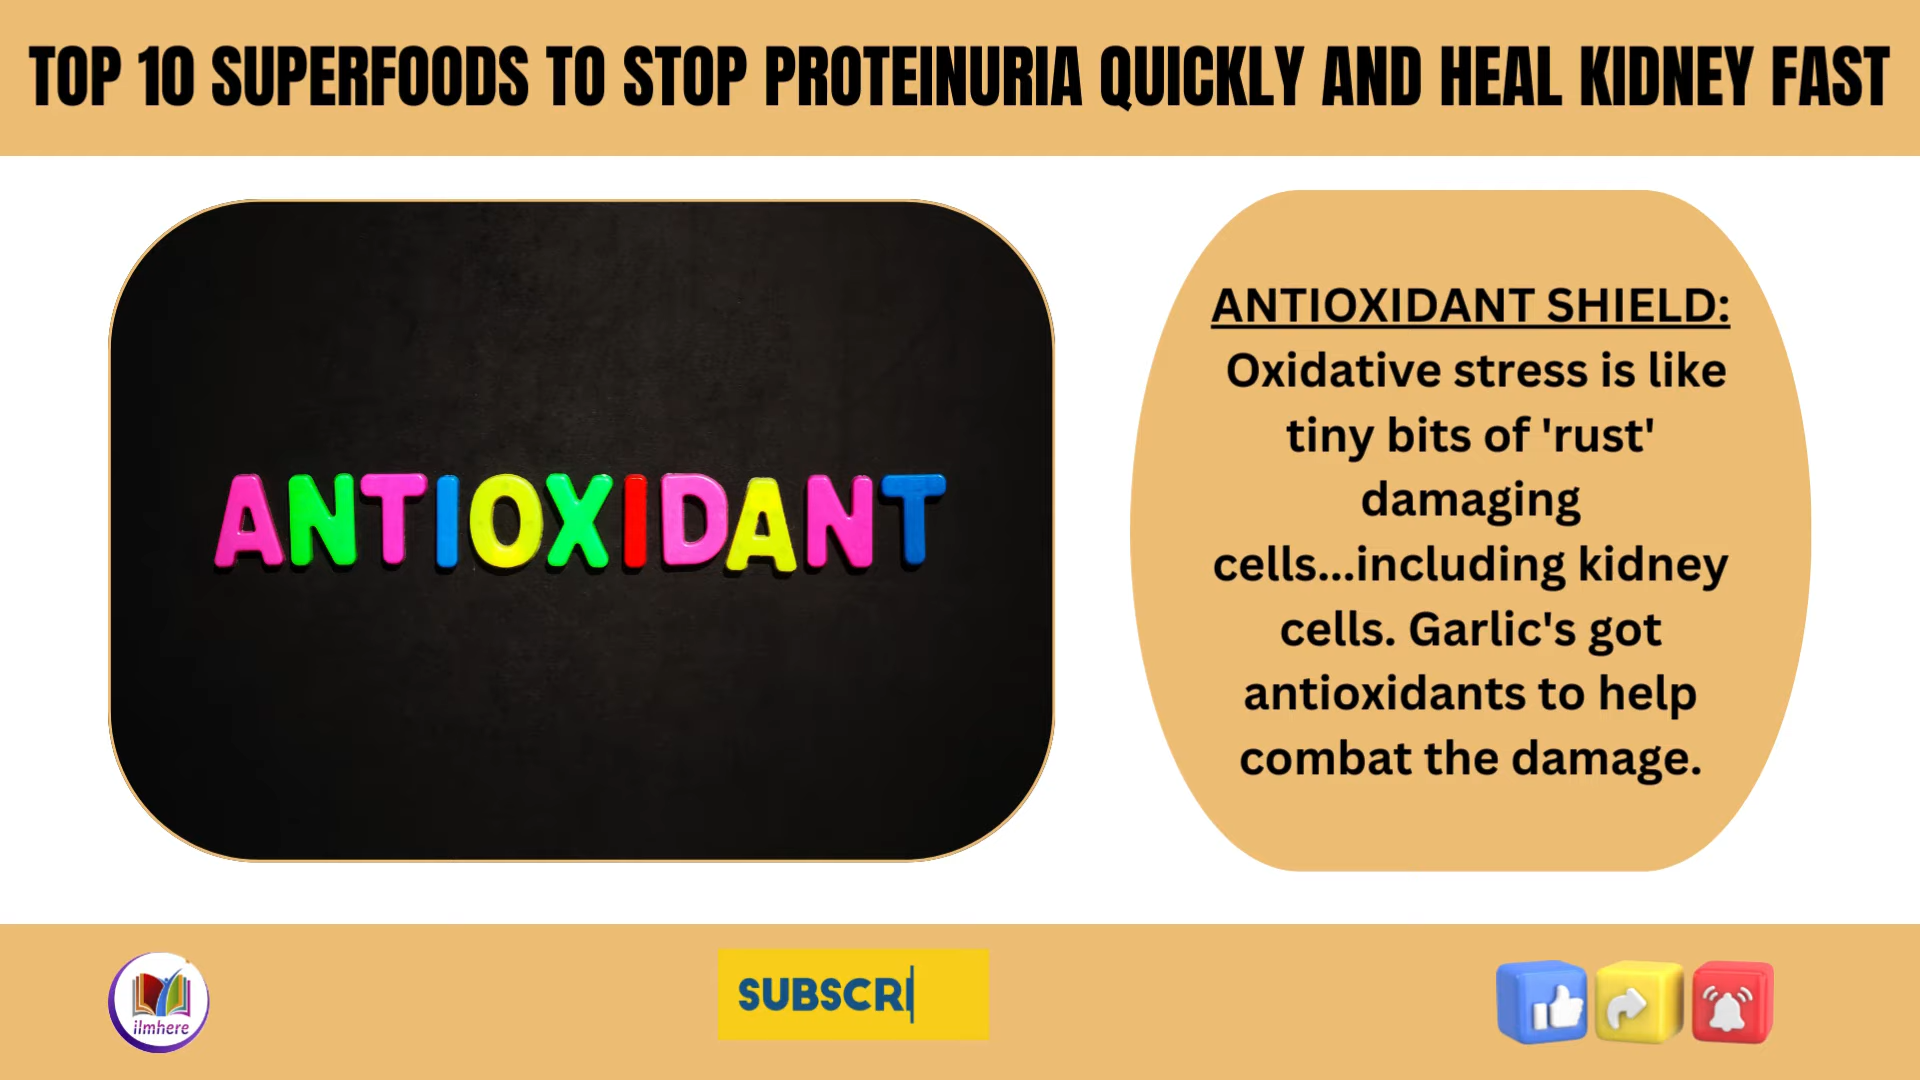 TOP 10 SUPERFOODS TO STOP PROTEINURIA QUICKLY AND HEAL KIDNEY FAST
ANTIOXIDANT
ANTIOXIDANT SHIELD:
Oxidative stress is like
tiny bits of 'rust'
damaging
cells...including kidney
cells. Garlic's got
antioxidants to help
combat the damage.
ilmhere
SUBSCRI